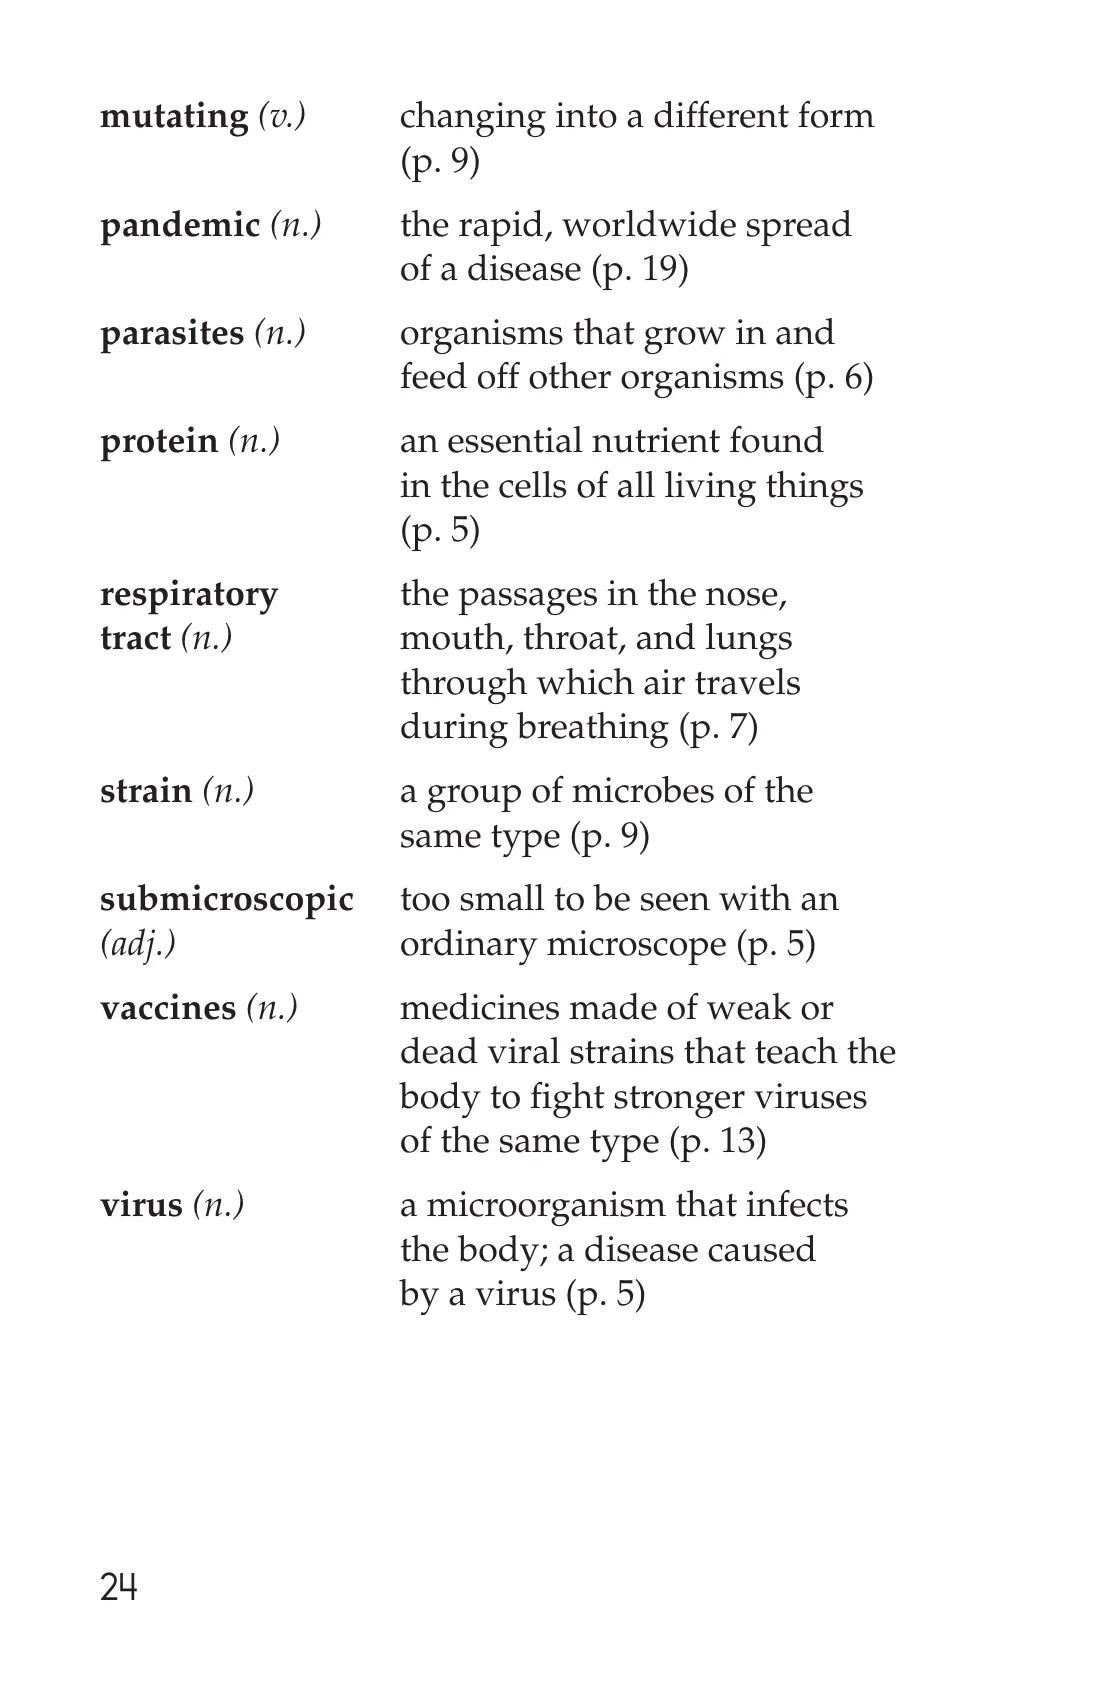 mutating (v.) changing into a different form
(p. 9)
pandemic (n.) the rapid, worldwide spread
of a disease (p. 19)
parasites (n.) organisms that grow in and
feed off other organisms (p. 6)
protein (n.) an essential nutrient found
in the cells of all living things
(p. 5)
respiratory the passages in the nose,
tract (n.) mouth, throat, and lungs
through which air travels
during breathing (p. 7)
strain (n.) a group of microbes of the
same type (p. 9)
submicroscopic too small to be seen with an
(adj.) ordinary microscope (p. 5)
vaccines (n.) medicines made of weak or
dead viral strains that teach the
body to fight stronger viruses
of the same type (p. 13)
virus (n.) a microorganism that infects
the body; a disease caused
by a virus (p. 5)
24